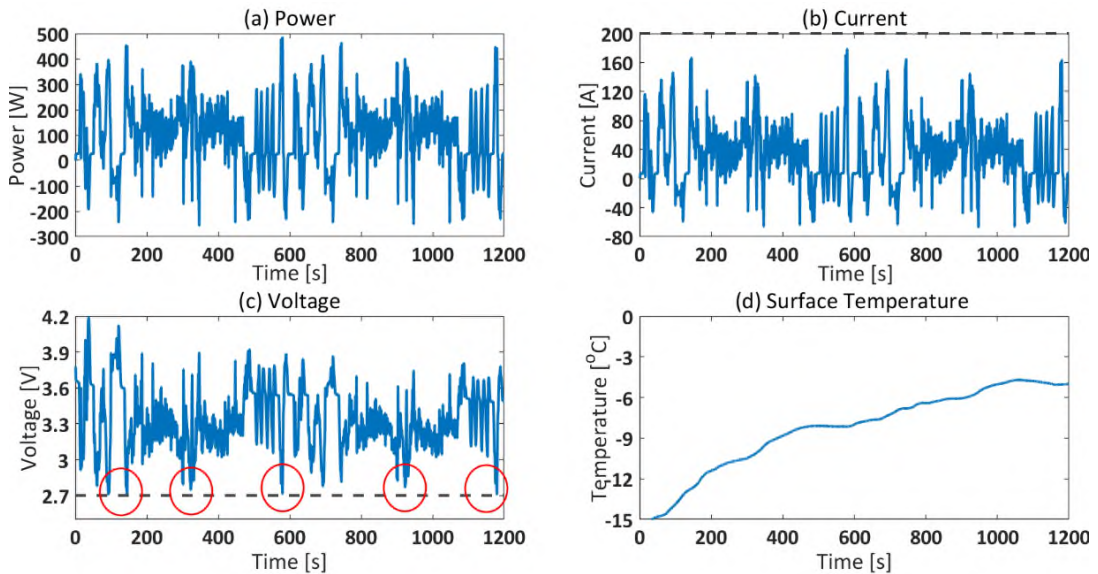 (a) Power
Power [W]
500
400
300
200
100
0
-100
-200
-300
0 200 400 600 800 1000 1200
Time [s]
(b) Current
Current [A]
200
160
120
80
40
0
-40
-80
0 200 400 600 800 1000 1200
Time [s]
(c) Voltage
Voltage [V]
4.2
3.9
3.6
3.3
3
2.7
0 200 400 600 800 1000 1200
Time [s]
(d) Surface Temperature
Temperature [°C]
0
-3
-6
-9
-12
-15
0 200 400 600 800 1000 1200
Time [s]